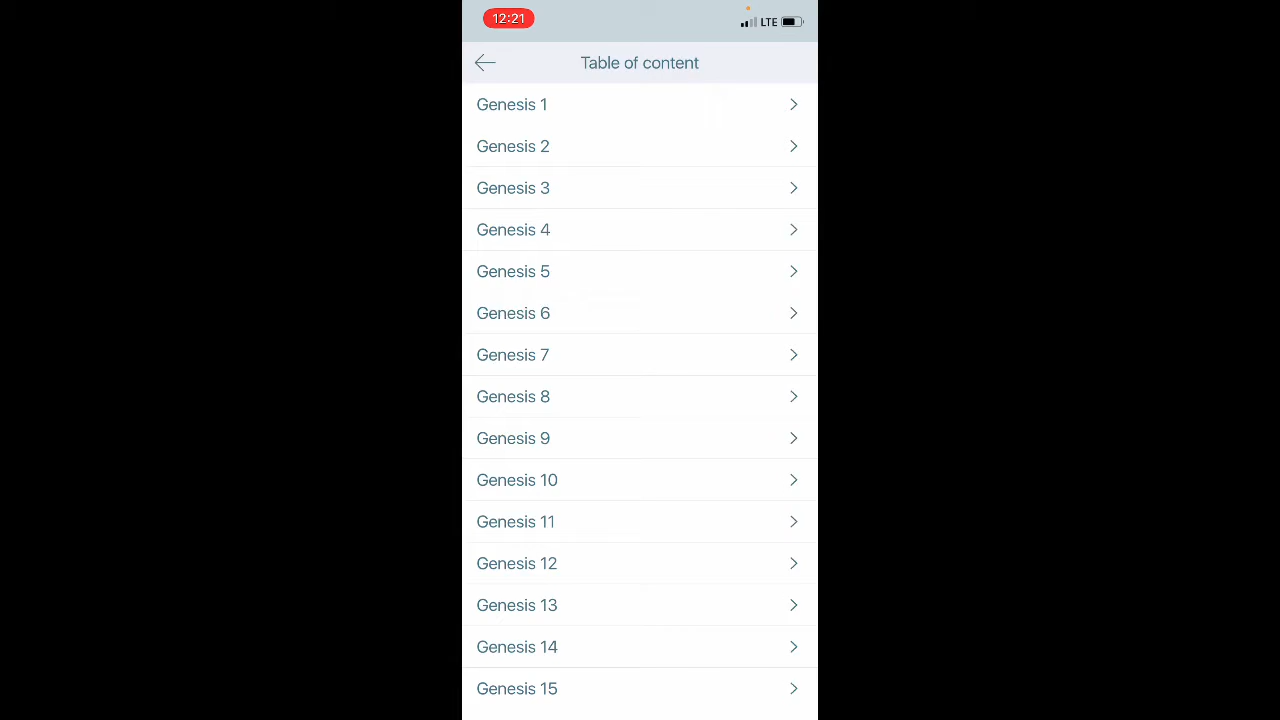 12:21
LTE
Table of content
Genesis 1
Genesis 2
Genesis 3
Genesis 4
Genesis 5
Genesis 6
Genesis 7
Genesis 8
Genesis 9
Genesis 10
Genesis 11
Genesis 12
Genesis 13
Genesis 14
Genesis 15